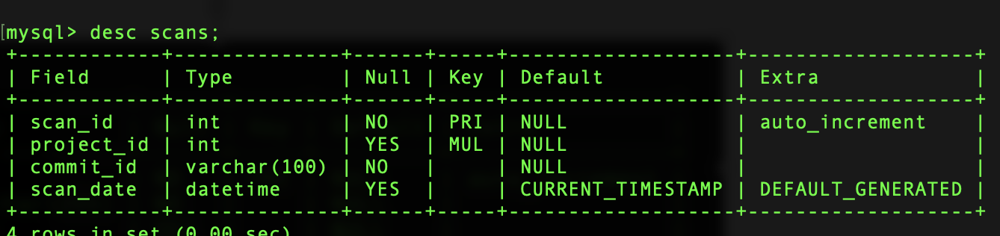 [mysql> desc scans;
+------------+--------------+------+-----+-------------------+-------------------+
| Field      | Type         | Null | Key | Default           | Extra             |
+------------+--------------+------+-----+-------------------+-------------------+
| scan_id    | int          | NO   | PRI | NULL              | auto_increment    |
| project_id | int          | YES  | MUL | NULL              |                   |
| commit_id  | varchar(100) | NO   |     | NULL              |                   |
| scan_date  | datetime     | YES  |     | CURRENT_TIMESTAMP | DEFAULT_GENERATED |
+------------+--------------+------+-----+-------------------+-------------------+
4 rows in set (0.00 sec)